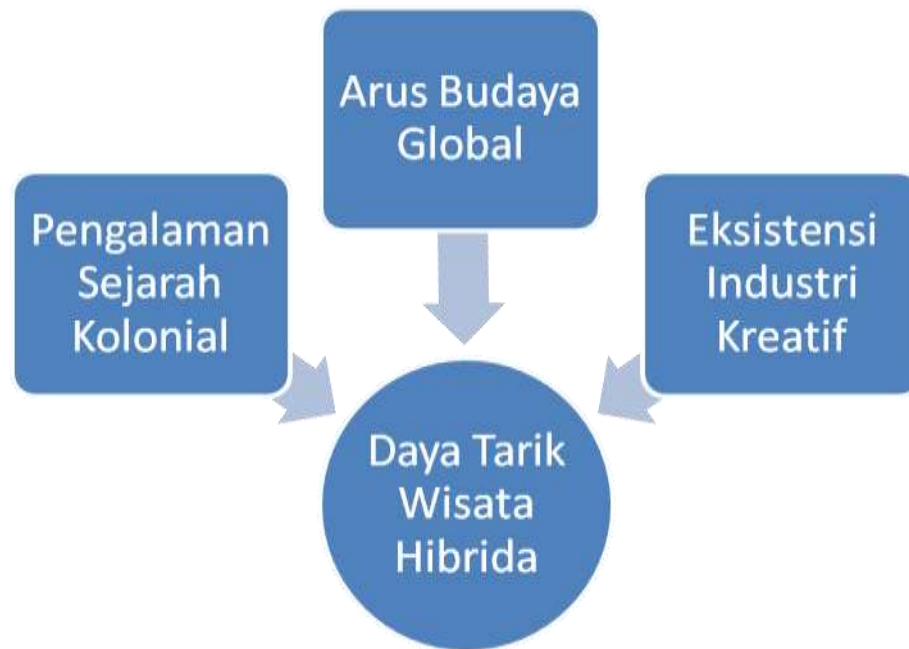 Arus Budaya
Global
Pengalaman
Sejarah
Kolonial
Eksistensi
Industri
Kreatif
Daya Tarik
Wisata
Hibrida